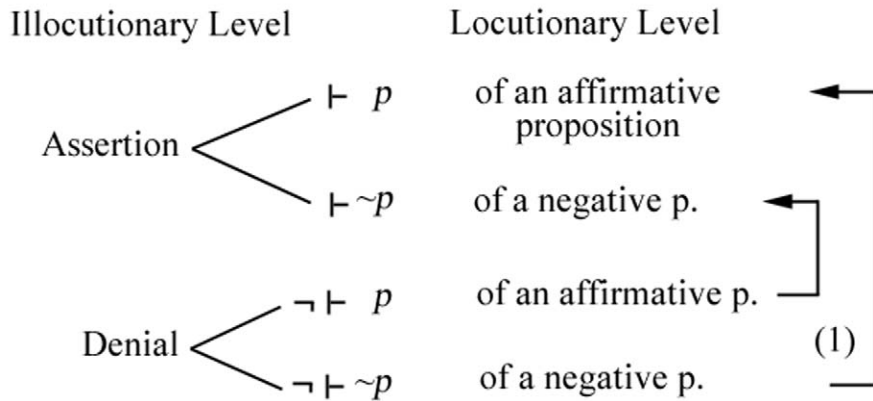 Illocutionary Level Locutionary Level
⊢ p of an affirmative
proposition
Assertion
⊢ ~p of a negative p.
¬ ⊢ p of an affirmative p.
Denial (1)
¬ ⊢ ~p of a negative p.